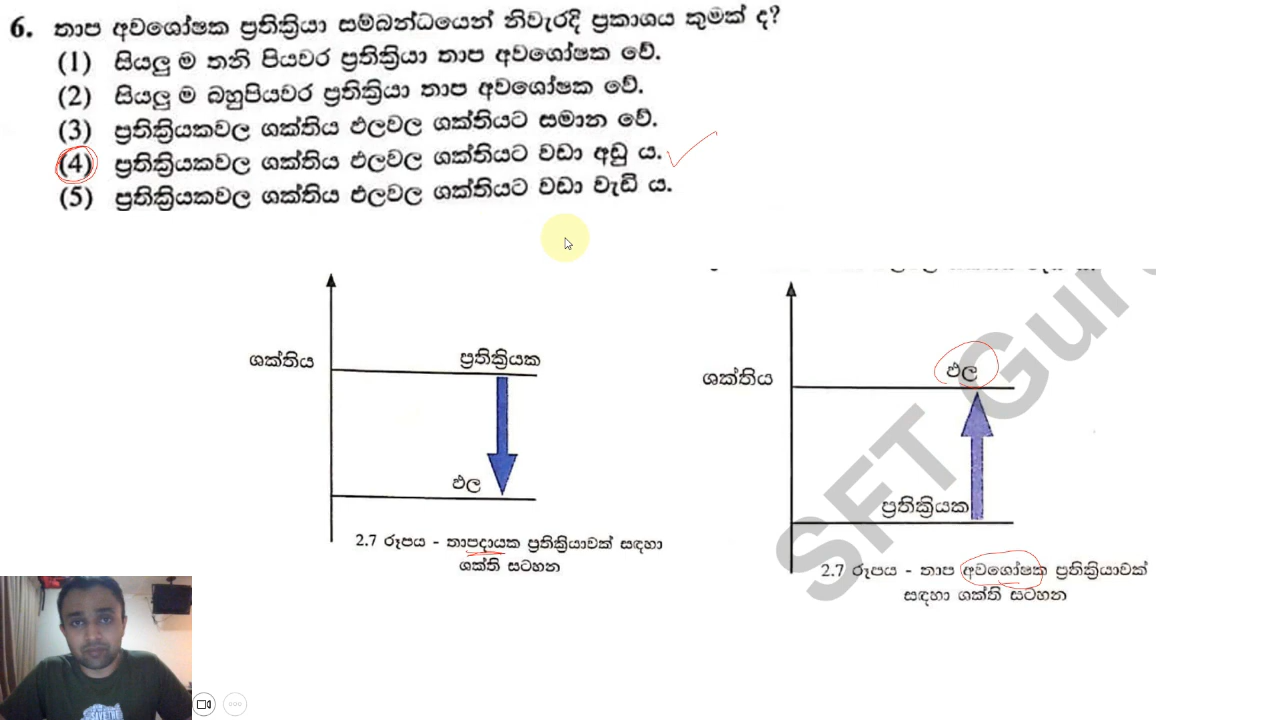 6. තාප අවශෝෂක ප්‍රතික්‍රියා සම්බන්ධයෙන් නිවැරදි ප්‍රකාශය කුමක් ද?
(1) සියලු ම තනි පියවර ප්‍රතික්‍රියා තාප අවශෝෂක වේ.
(2) සියලු ම බහුපියවර ප්‍රතික්‍රියා තාප අවශෝෂක වේ.
(3) ප්‍රතික්‍රියකවල ශක්තිය ඵලවල ශක්තියට සමාන වේ.
(4) ප්‍රතික්‍රියකවල ශක්තිය ඵලවල ශක්තියට වඩා අඩු ය.
(5) ප්‍රතික්‍රියකවල ශක්තිය ඵලවල ශක්තියට වඩා වැඩි ය.
ශක්තිය
ප්‍රතික්‍රියක
ඵල
2.7 රූපය - තාපදායක ප්‍රතික්‍රියාවක් සඳහා
ශක්ති සටහන
ශක්තිය
ඵල
ප්‍රතික්‍රියක
2.7 රූපය - තාප අවශෝෂක ප්‍රතික්‍රියාවක්
සඳහා ශක්ති සටහන
SFT Guru